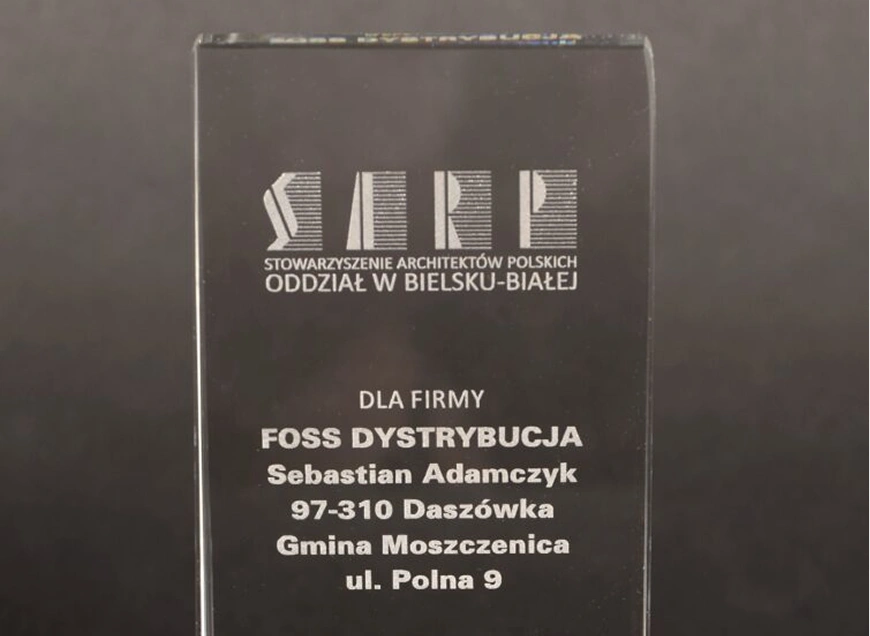 SARP
STOWARZYSZENIE ARCHITEKTÓW POLSKICH
ODDZIAŁ W BIELSKU-BIAŁEJ
DLA FIRMY
FOSS DYSTRYBUCJA
Sebastian Adamczyk
97-310 Daszówka
Gmina Moszczenica
ul. Polna 9